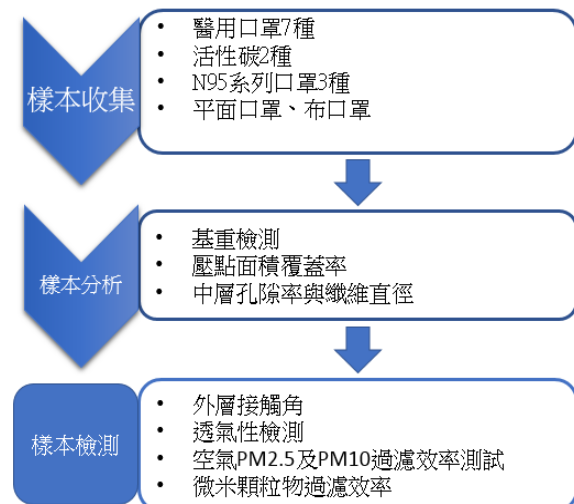 樣本收集
• 醫用口罩7種
• 活性碳2種
• N95系列口罩3種
• 平面口罩、布口罩
樣本分析
• 基重檢測
• 壓點面積覆蓋率
• 中層孔隙率與纖維直徑
樣本檢測
• 外層接觸角
• 透氣性檢測
• 空氣PM2.5及PM10過濾效率測試
• 微米顆粒物過濾效率